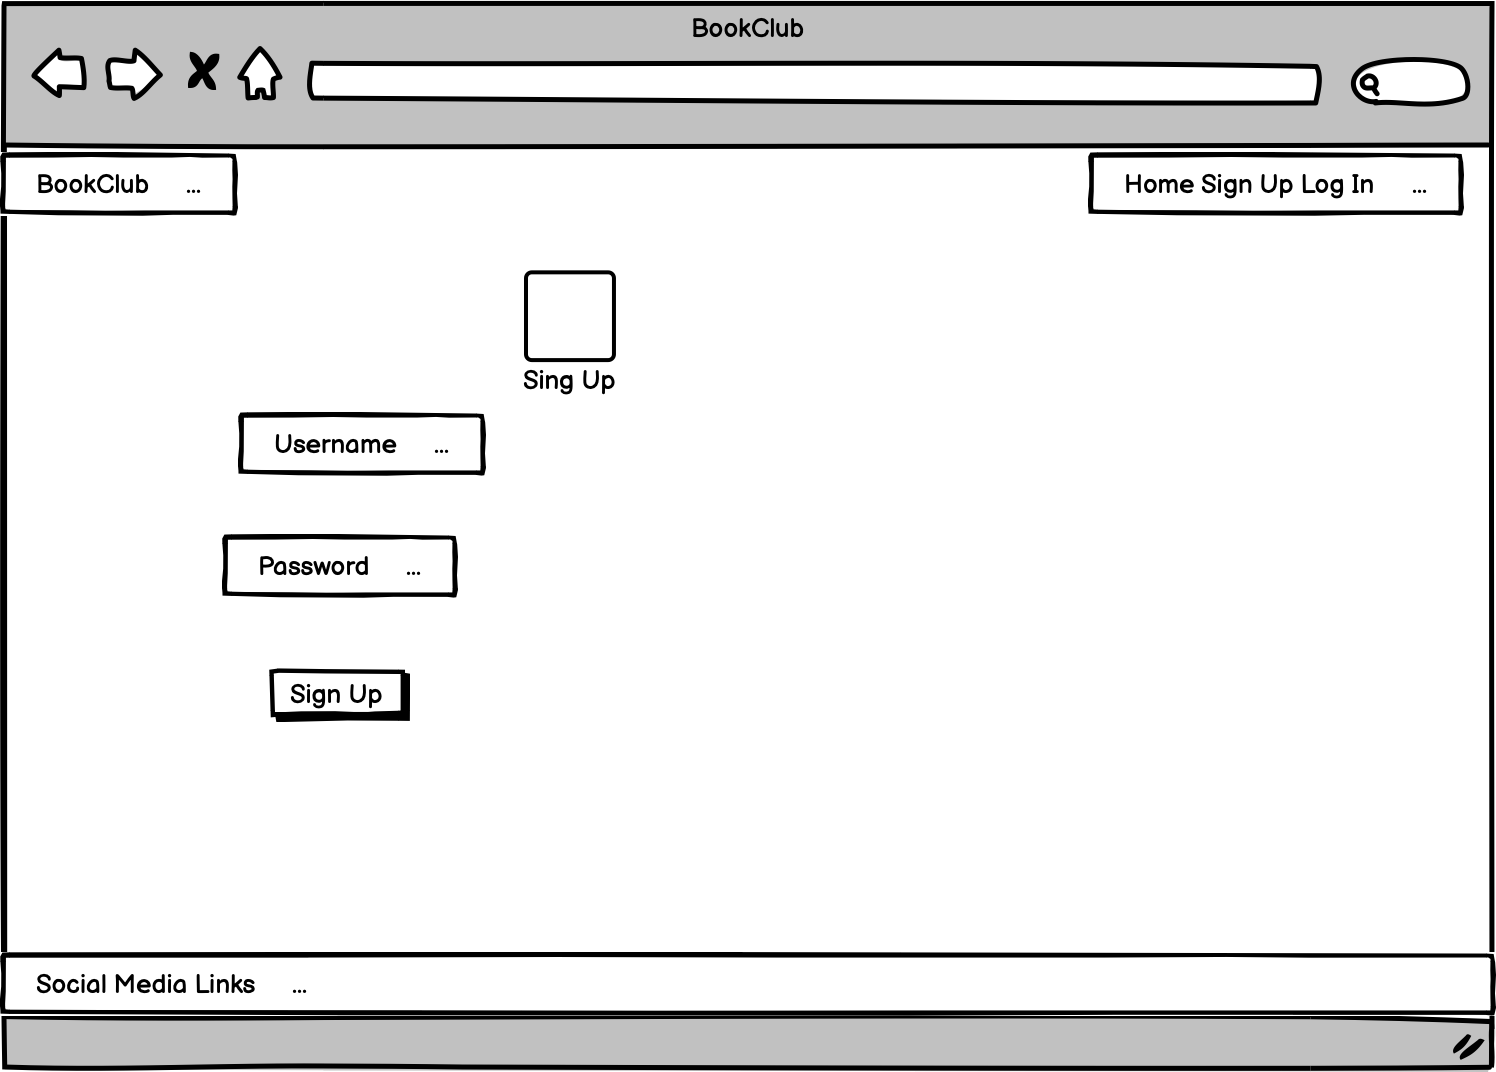 BookClub
BookClub ...
Home Sign Up Log In ...
Sing Up
Username ...
Password ...
Sign Up
Social Media Links ...